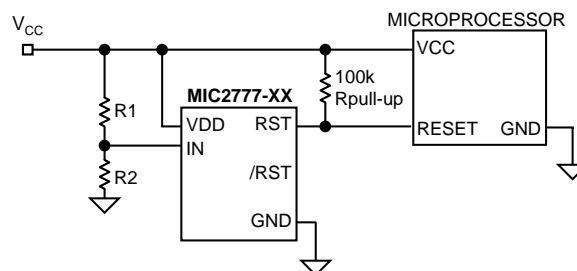 MICROPROCESSOR
VCC
VCC
100k
Rpull-up
MIC2777-XX
R1
VDD
RST
RESET
GND
IN
R2
/RST
GND